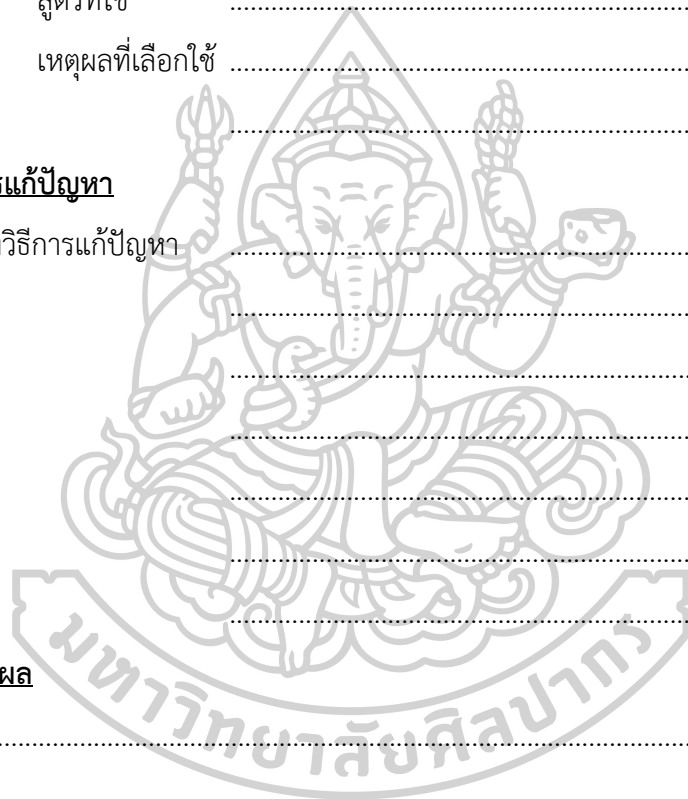 สูตรที่ใช้ ........................................................................
เหตุผลที่เลือกใช้ ........................................................................
........................................................................
แก้ปัญหา
วิธีการแก้ปัญหา ........................................................................
........................................................................
........................................................................
........................................................................
........................................................................
........................................................................
........................................................................
ผล
........................................................................
มหาวิทยาลัยศิลปากร